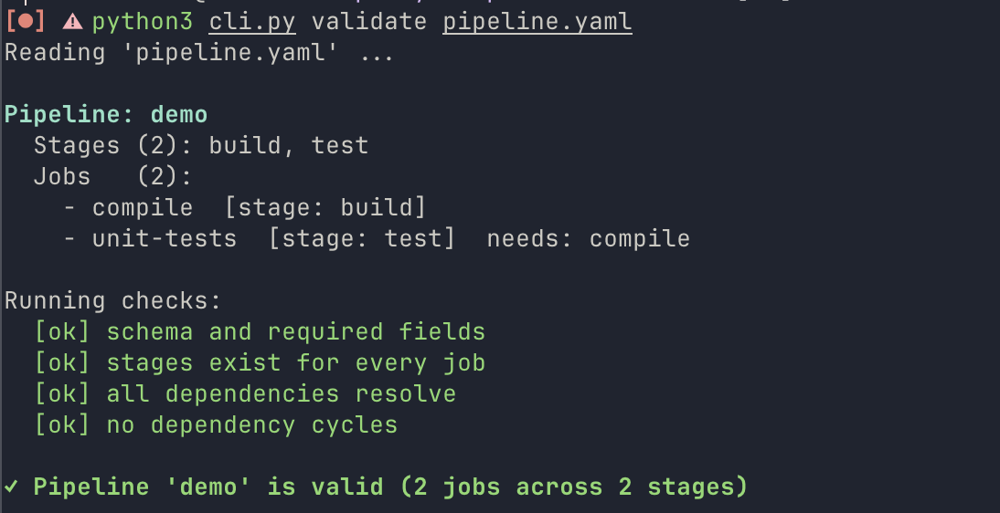 [●] ⚠ python3 cli.py validate pipeline.yaml
Reading 'pipeline.yaml' ...
Pipeline: demo
  Stages (2): build, test
  Jobs   (2):
    - compile  [stage: build]
    - unit-tests  [stage: test]  needs: compile
Running checks:
  [ok] schema and required fields
  [ok] stages exist for every job
  [ok] all dependencies resolve
  [ok] no dependency cycles
✓ Pipeline 'demo' is valid (2 jobs across 2 stages)